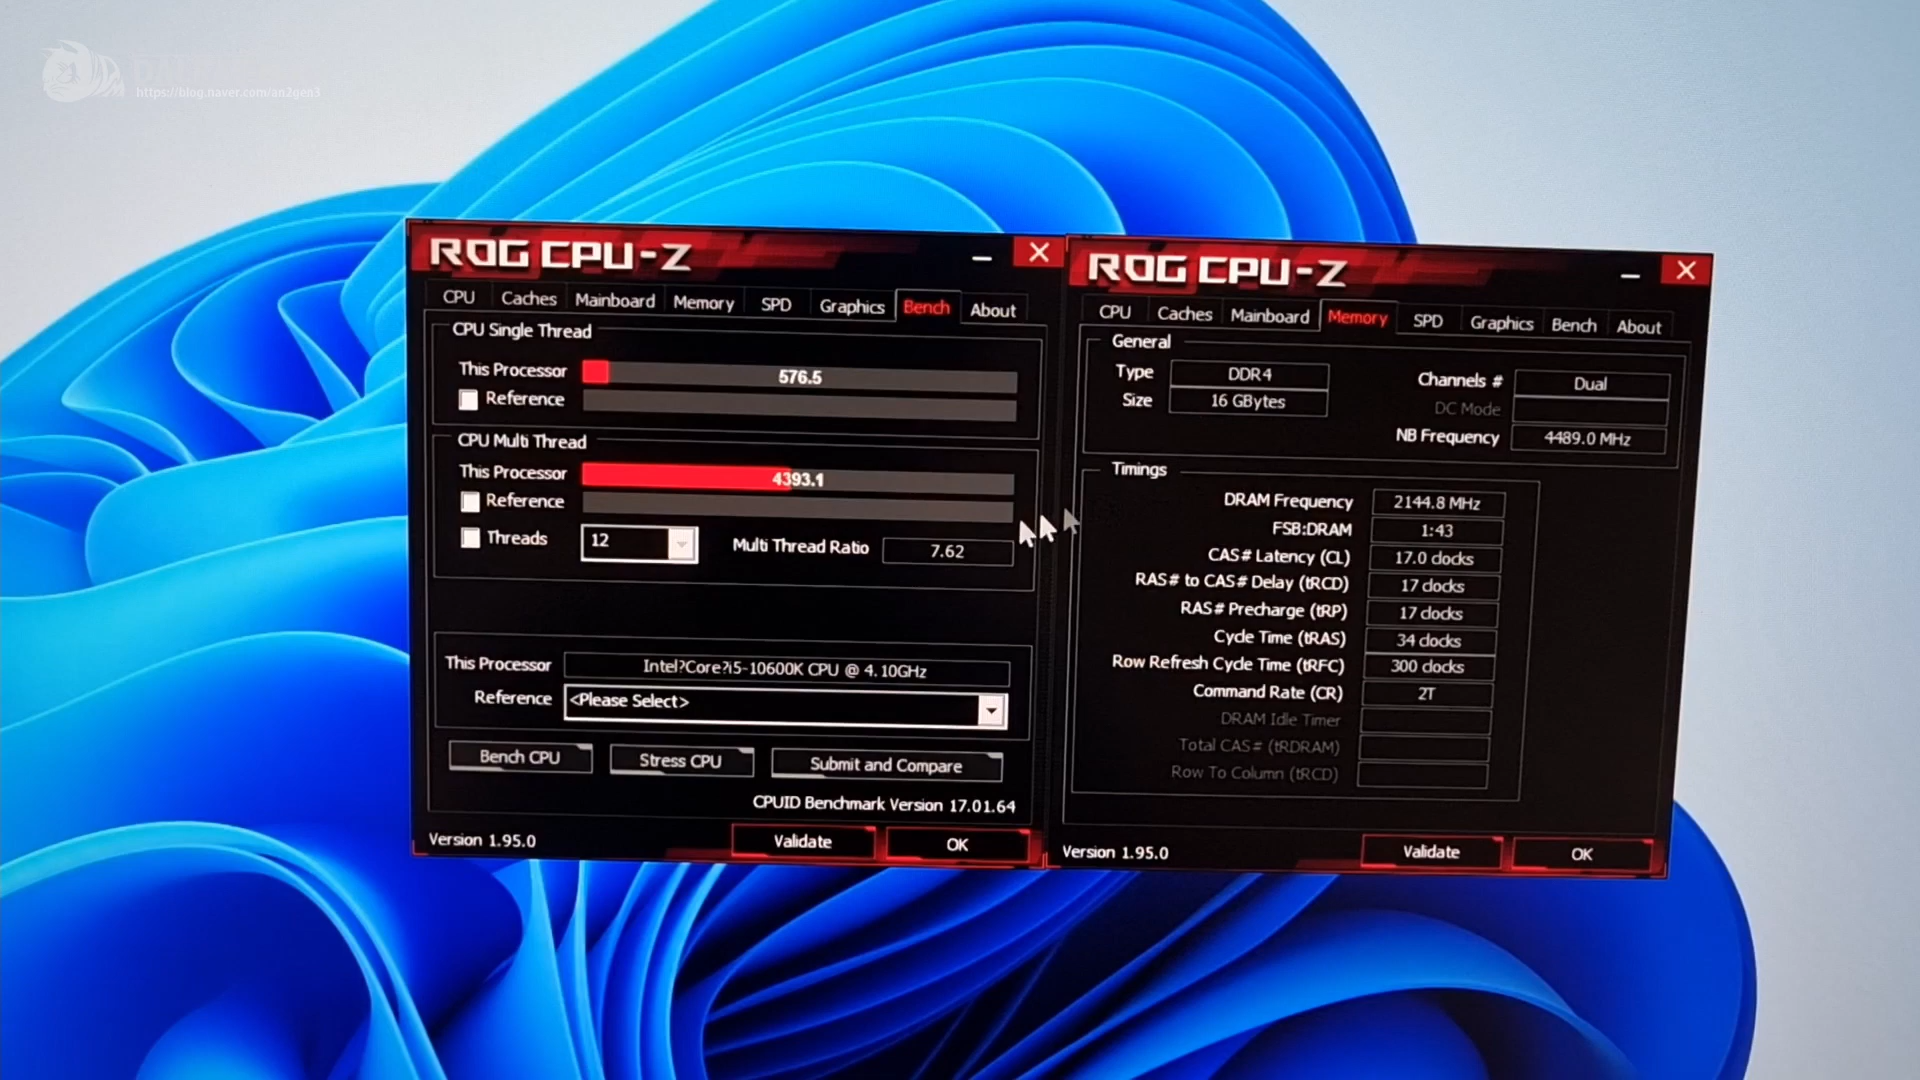 https://blog.naver.com/an2gen3
ROG CPU-Z
CPU Caches Mainboard Memory SPD Graphics Bench About
CPU Single Thread
This Processor 576.5
Reference
CPU Multi Thread
This Processor 4393.1
Reference
Threads 12 Multi Thread Ratio 7.62
This Processor Intel?Core?i5-10600K CPU @ 4.10GHz
Reference <Please Select>
Bench CPU Stress CPU Submit and Compare
CPUID Benchmark Version 17.01.64
Version 1.95.0 Validate OK
ROG CPU-Z
CPU Caches Mainboard Memory SPD Graphics Bench About
General
Type DDR4 Channels # Dual
Size 16 GBytes DC Mode
NB Frequency 4489.0 MHz
Timings
DRAM Frequency 2144.8 MHz
FSB:DRAM 1:43
CAS# Latency (CL) 17.0 clocks
RAS# to CAS# Delay (tRCD) 17 clocks
RAS# Precharge (tRP) 17 clocks
Cycle Time (tRAS) 34 clocks
Row Refresh Cycle Time (tRFC) 300 clocks
Command Rate (CR) 2T
DRAM Idle Timer
Total CAS# (tRDRAM)
Row To Column (tRCD)
Version 1.95.0 Validate OK